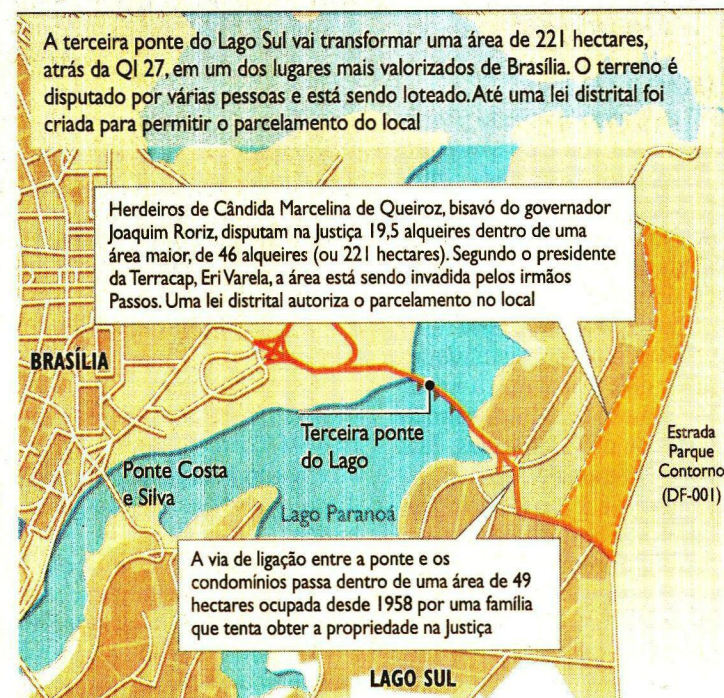 A terceira ponte do Lago Sul vai transformar uma área de 221 hectares,
atrás da QI 27, em um dos lugares mais valorizados de Brasília. O terreno é
disputado por várias pessoas e está sendo loteado. Até uma lei distrital foi
criada para permitir o parcelamento do local
Herdeiros de Cândida Marcelina de Queiroz, bisavó do governador
Joaquim Roriz, disputam na Justiça 19,5 alqueires dentro de uma
área maior, de 46 alqueires (ou 221 hectares). Segundo o presidente
da Terracap, Eri Varela, a área está sendo invadida pelos irmãos
Passos. Uma lei distrital autoriza o parcelamento no local
BRASÍLIA
Terceira ponte
do Lago
Estrada
Parque
Contorno
(DF-001)
Ponte Costa
e Silva
Lago Paranoá
A via de ligação entre a ponte e os
condomínios passa dentro de uma área de 49
hectares ocupada desde 1958 por uma família
que tenta obter a propriedade na Justiça
LAGO SUL